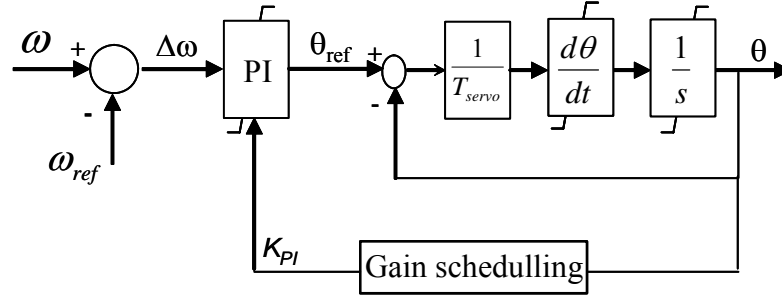 ω + Δω PI θref + 1/Tservo dθ/dt 1/s θ
- -
ωref
KPI Gain schedulling